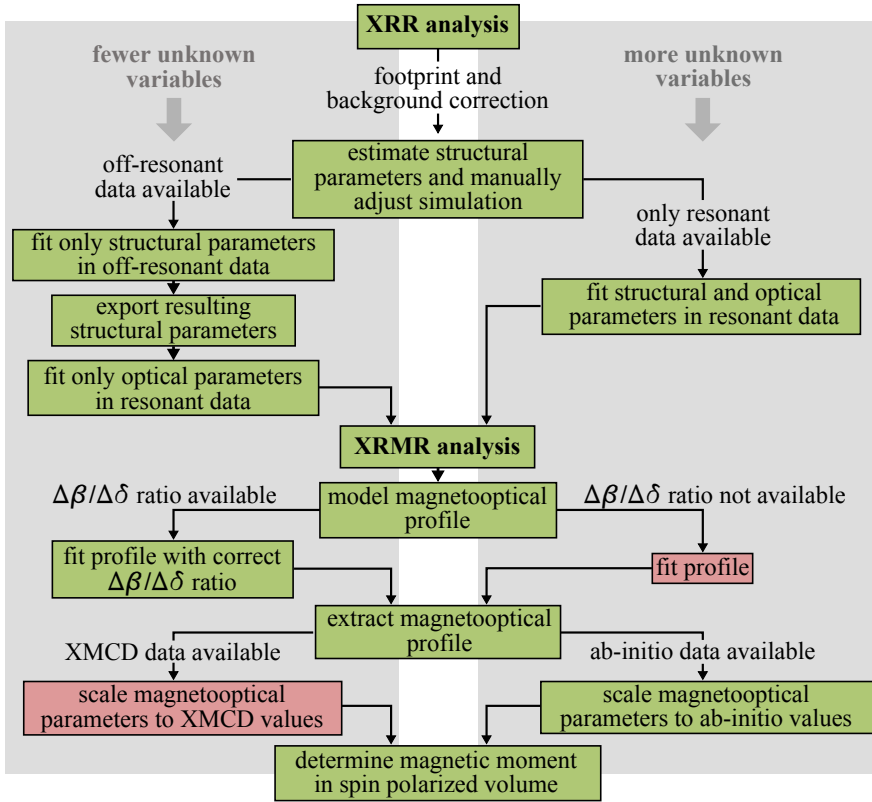 XRR analysis
fewer unknown
variables
more unknown
variables
footprint and
background correction
estimate structural
parameters and manually
adjust simulation
off-resonant
data available
only resonant
data available
fit only structural parameters
in off-resonant data
export resulting
structural parameters
fit only optical parameters
in resonant data
fit structural and optical
parameters in resonant data
XRMR analysis
model magnetooptical
profile
Δβ/Δδ ratio available
Δβ/Δδ ratio not available
fit profile with correct
Δβ/Δδ ratio
fit profile
extract magnetooptical
profile
XMCD data available
ab-initio data available
scale magnetooptical
parameters to XMCD values
scale magnetooptical
parameters to ab-initio values
determine magnetic moment
in spin polarized volume